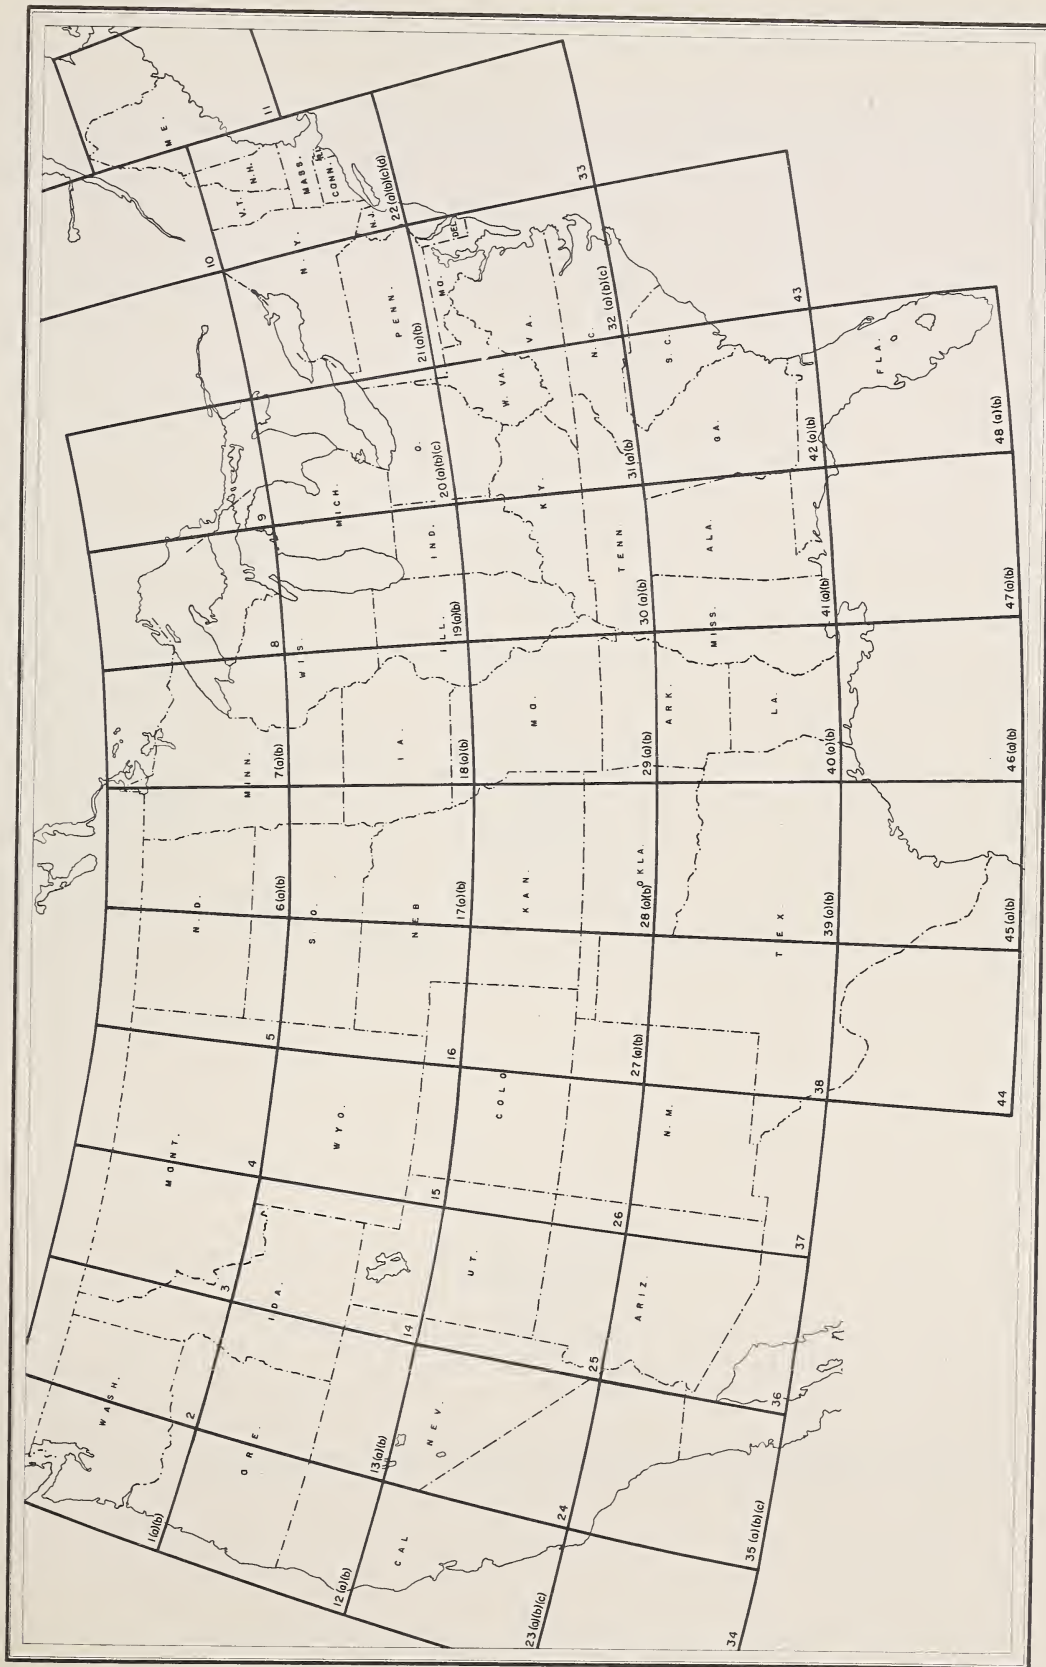 WASH.
MONT.
N. D.
MINN.
ME.
1(a)(b)
2
3
4
5
6(a)(b)
7(a)(b)
8
9
10
11
ORE.
IDA.
WYO.
S D.
WIS.
MICH.
N. Y.
V.T.
N.H.
MASS.
CONN.
R.I.
12(a)(b)
13(a)(b)
14
15
16
17(a)(b)
18(a)(b)
19(a)(b)
20(a)(b)(c)
21(a)(b)
22(a)(b)(c)(d)
CAL
NEV.
UT.
COLO
NEB
KAN.
IA.
MO.
ILL.
IND.
O.
PENN.
N.J.
MD.
DEL.
W. VA.
VA.
KY.
23(a)(b)(c)
24
25
26
27(a)(b)
28(a)(b)
29(a)(b)
30(a)(b)
31(a)(b)
32(a)(b)(c)
33
ARIZ.
N.M.
OKLA.
TEX.
ARK.
LA.
TENN
MISS.
ALA.
GA.
N.C.
S.C.
34
35(a)(b)(c)
36
37
38
39(a)(b)
40(a)(b)
41(a)(b)
42(a)(b)
43
FLA.
44
45(a)(b)
46(a)(b)
47(a)(b)
48(a)(b)